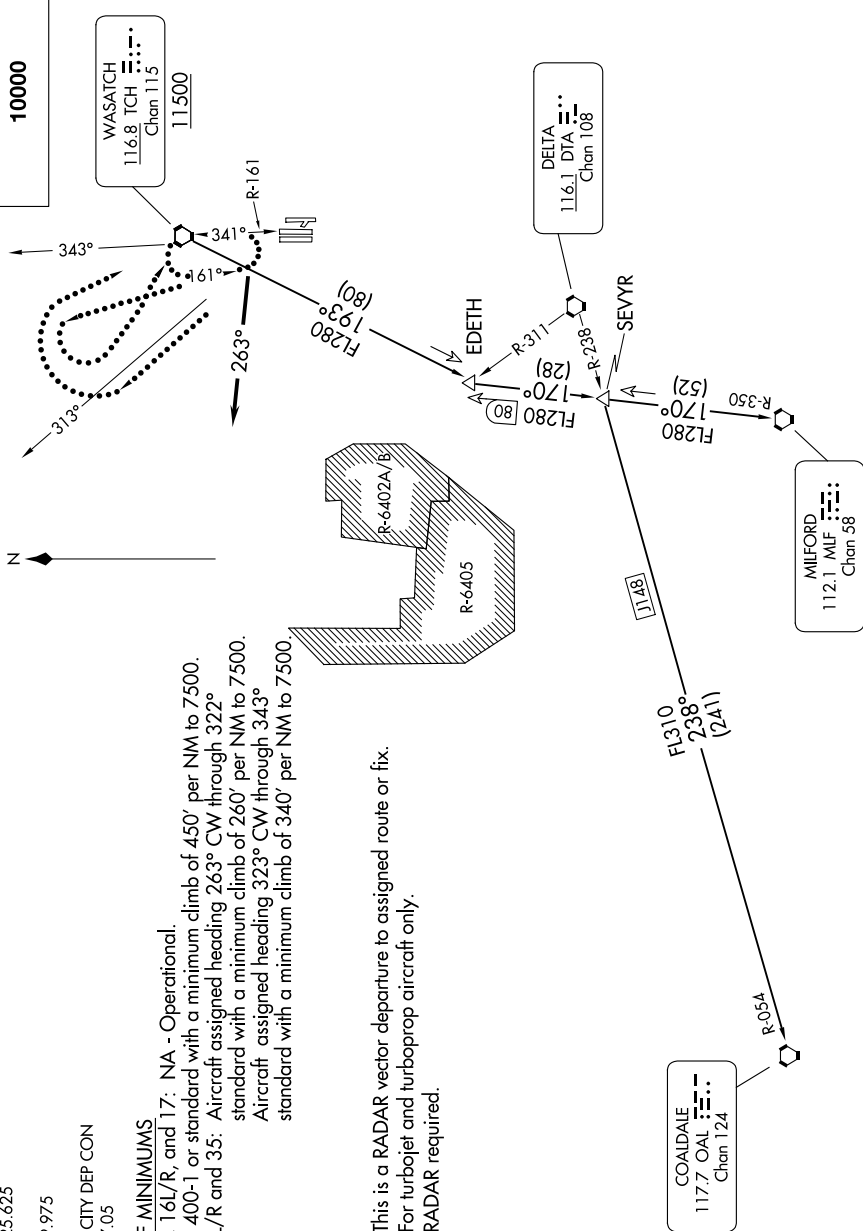 10000
WASATCH
116.8 TCH
Chan 115
11500
343°
341°
R-161
161°
263°
313°
FL280
193°
(80)
EDETH
DELTA
116.1 DTA
Chan 108
R-311
R-238
SEVYR
80
FL280
170°
(28)
FL280
170°
(52)
R-350
MILFORD
112.1 MLF
Chan 58
J148
FL310
238°
(241)
R-054
COALDALE
117.7 OAL
Chan 124
N
R-6402A/B
R-6405
5.625
.975
CITY DEP CON
.05
F MINIMUMS
16L/R, and 17: NA - Operational.
400-1 or standard with a minimum climb of 450' per NM to 7500.
L/R and 35: Aircraft assigned heading 263° CW through 322°
standard with a minimum climb of 260' per NM to 7500.
Aircraft assigned heading 323° CW through 343°
standard with a minimum climb of 340' per NM to 7500.
This is a RADAR vector departure to assigned route or fix.
For turbojet and turboprop aircraft only.
RADAR required.